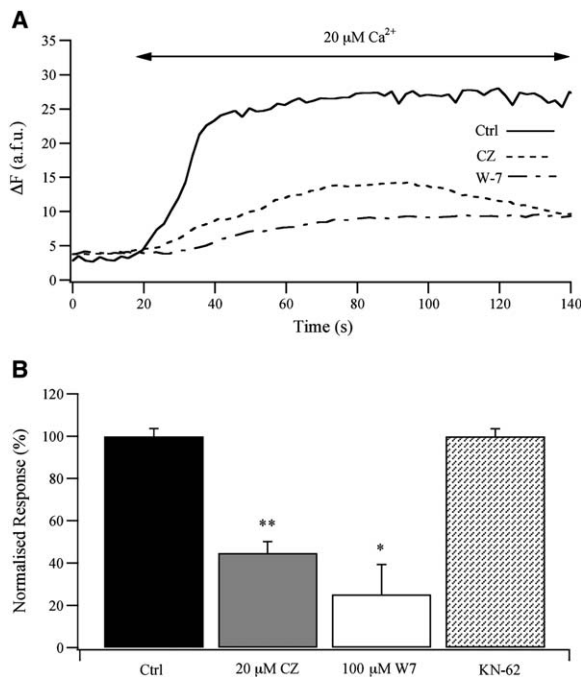 A
20 µM Ca²⁺
35
30
25
20
15
10
5
0
ΔF (a.f.u.)
Ctrl
CZ
W-7
0 20 40 60 80 100 120 140
Time (s)
B
120
100
80
60
40
20
0
Normalised Response (%)
**
*
Ctrl 20 µM CZ 100 µM W7 KN-62